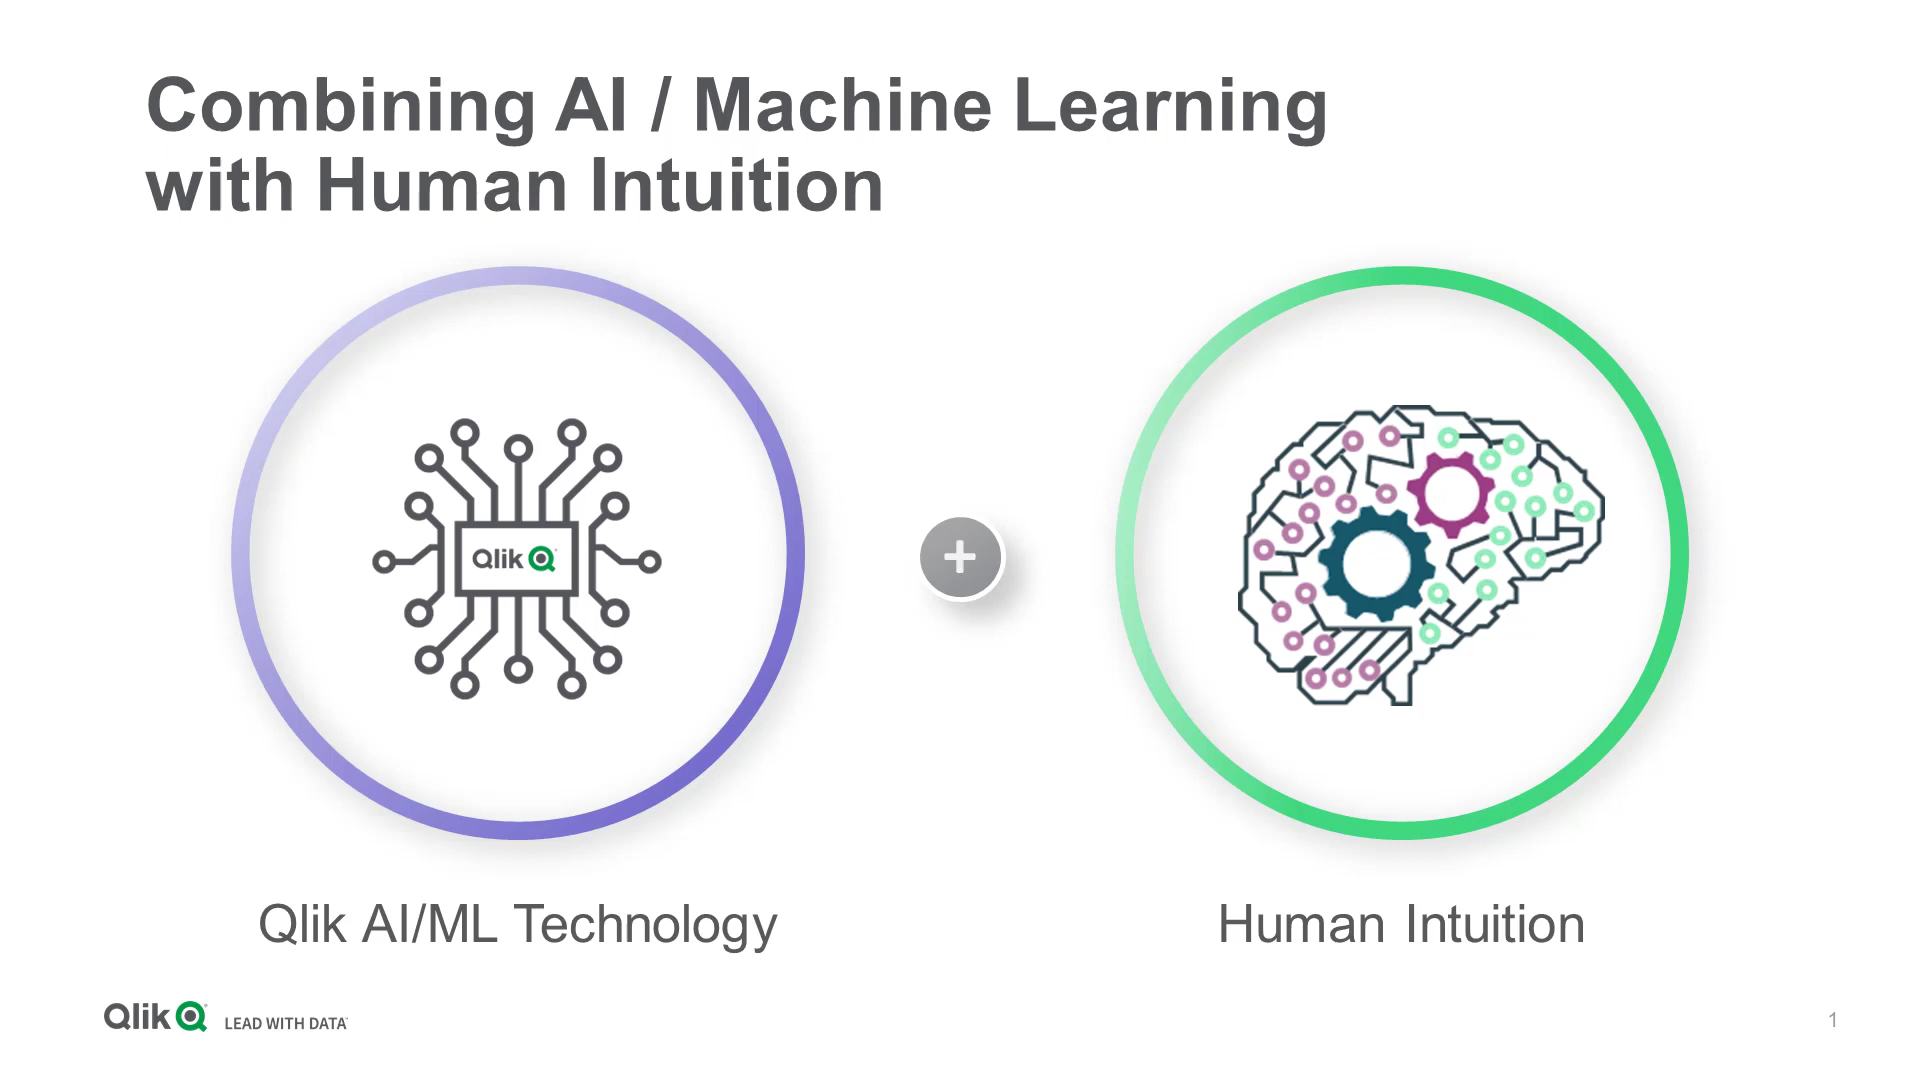 Combining AI / Machine Learning
with Human Intuition
Qlik
+
Qlik AI/ML Technology
Human Intuition
Qlik
LEAD WITH DATA
1